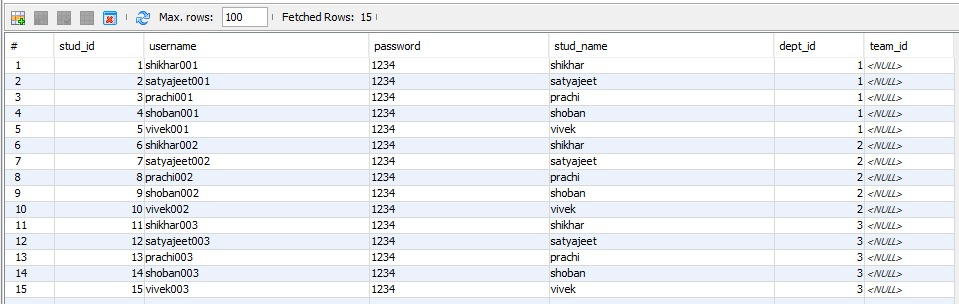 Max. rows: 100 Fetched Rows: 15
# stud_id username password stud_name dept_id team_id
1 1 shikhar001 1234 shikhar 1 <NULL>
2 2 satyajeet001 1234 satyajeet 1 <NULL>
3 3 prachi001 1234 prachi 1 <NULL>
4 4 shoban001 1234 shoban 1 <NULL>
5 5 vivek001 1234 vivek 1 <NULL>
6 6 shikhar002 1234 shikhar 2 <NULL>
7 7 satyajeet002 1234 satyajeet 2 <NULL>
8 8 prachi002 1234 prachi 2 <NULL>
9 9 shoban002 1234 shoban 2 <NULL>
10 10 vivek002 1234 vivek 2 <NULL>
11 11 shikhar003 1234 shikhar 3 <NULL>
12 12 satyajeet003 1234 satyajeet 3 <NULL>
13 13 prachi003 1234 prachi 3 <NULL>
14 14 shoban003 1234 shoban 3 <NULL>
15 15 vivek003 1234 vivek 3 <NULL>